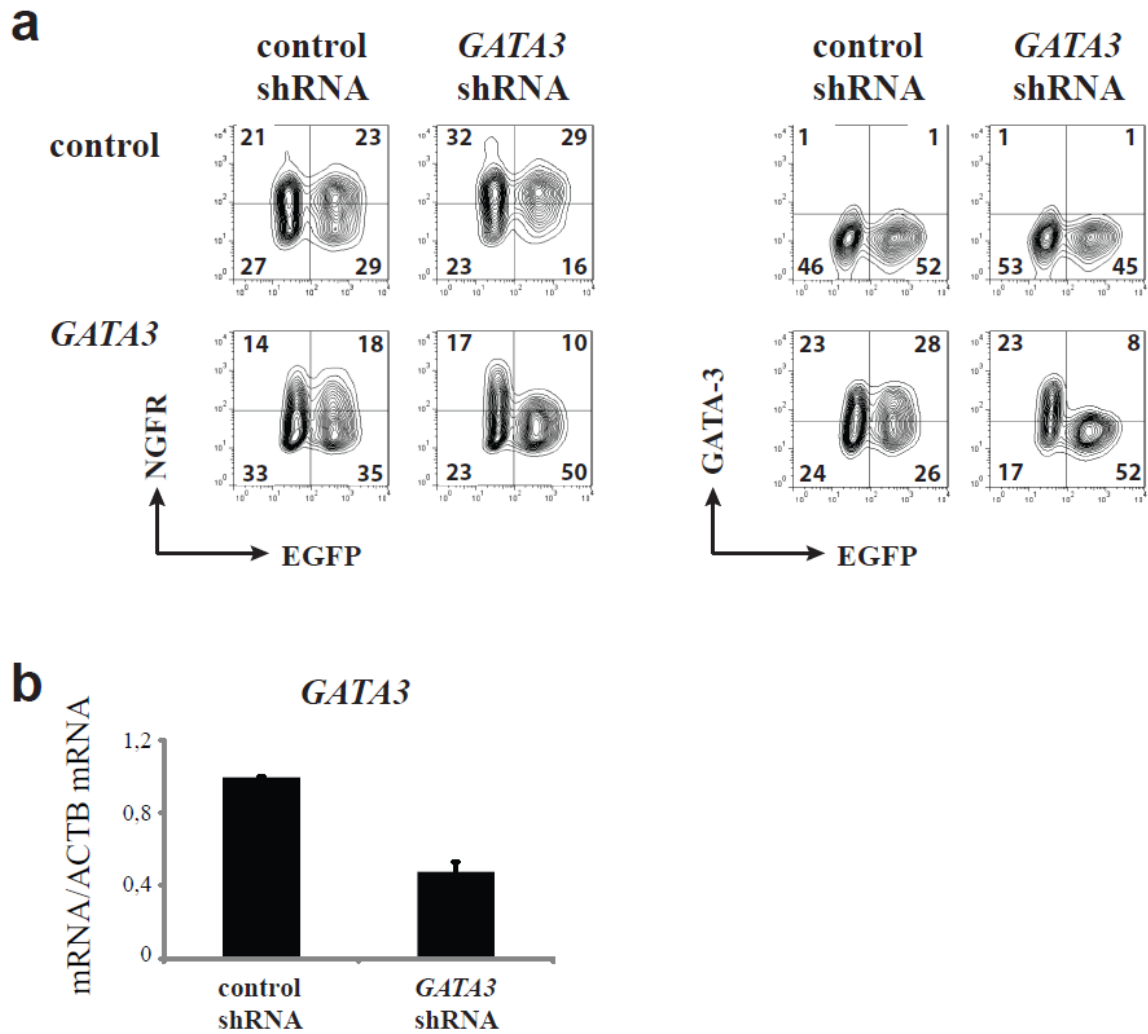 a
control shRNA
GATA3 shRNA
control shRNA
GATA3 shRNA
control
21 23
27 29
32 29
23 16
1 1
46 52
1 1
53 45
GATA3
14 18
33 35
17 10
23 50
23 28
24 26
23 8
17 52
NGFR
EGFP
GATA-3
EGFP
b
GATA3
mRNA/ACTB mRNA
1,2
0,8
0,4
0
control shRNA
GATA3 shRNA